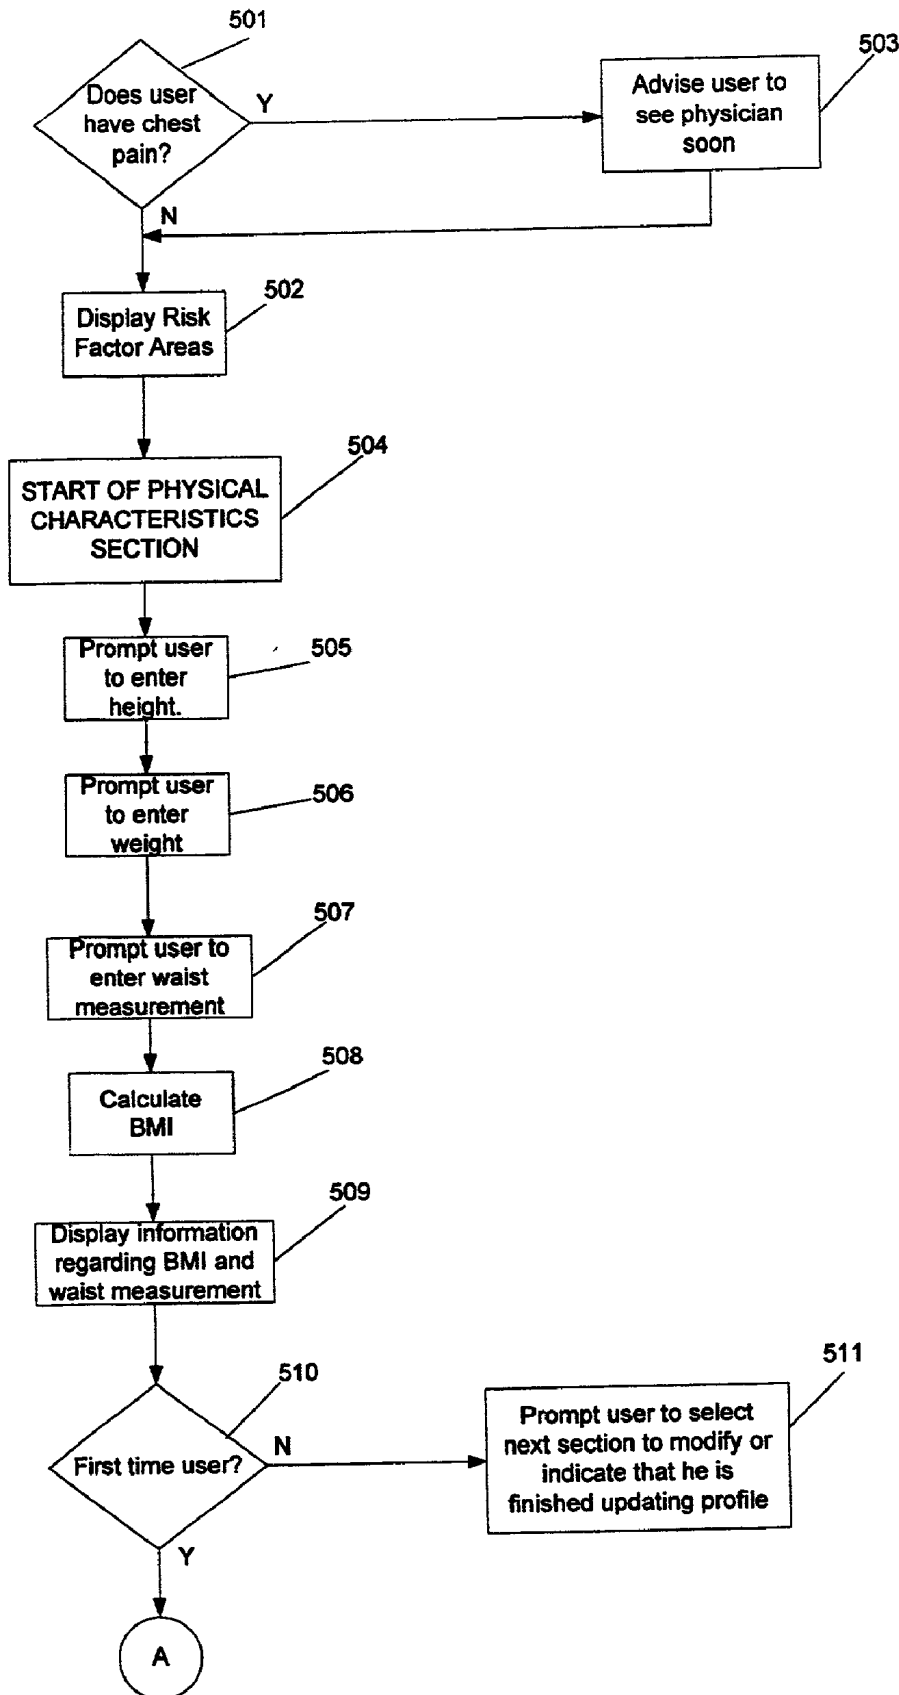 501
Does user
have chest
pain?
Y
503
Advise user to
see physician
soon
N
502
Display Risk
Factor Areas
504
START OF PHYSICAL
CHARACTERISTICS
SECTION
505
Prompt user
to enter
height.
506
Prompt user
to enter
weight
507
Prompt user to
enter waist
measurement
508
Calculate
BMI
509
Display information
regarding BMI and
waist measurement
510
First time user?
N
511
Prompt user to select
next section to modify or
indicate that he is
finished updating profile
Y
A